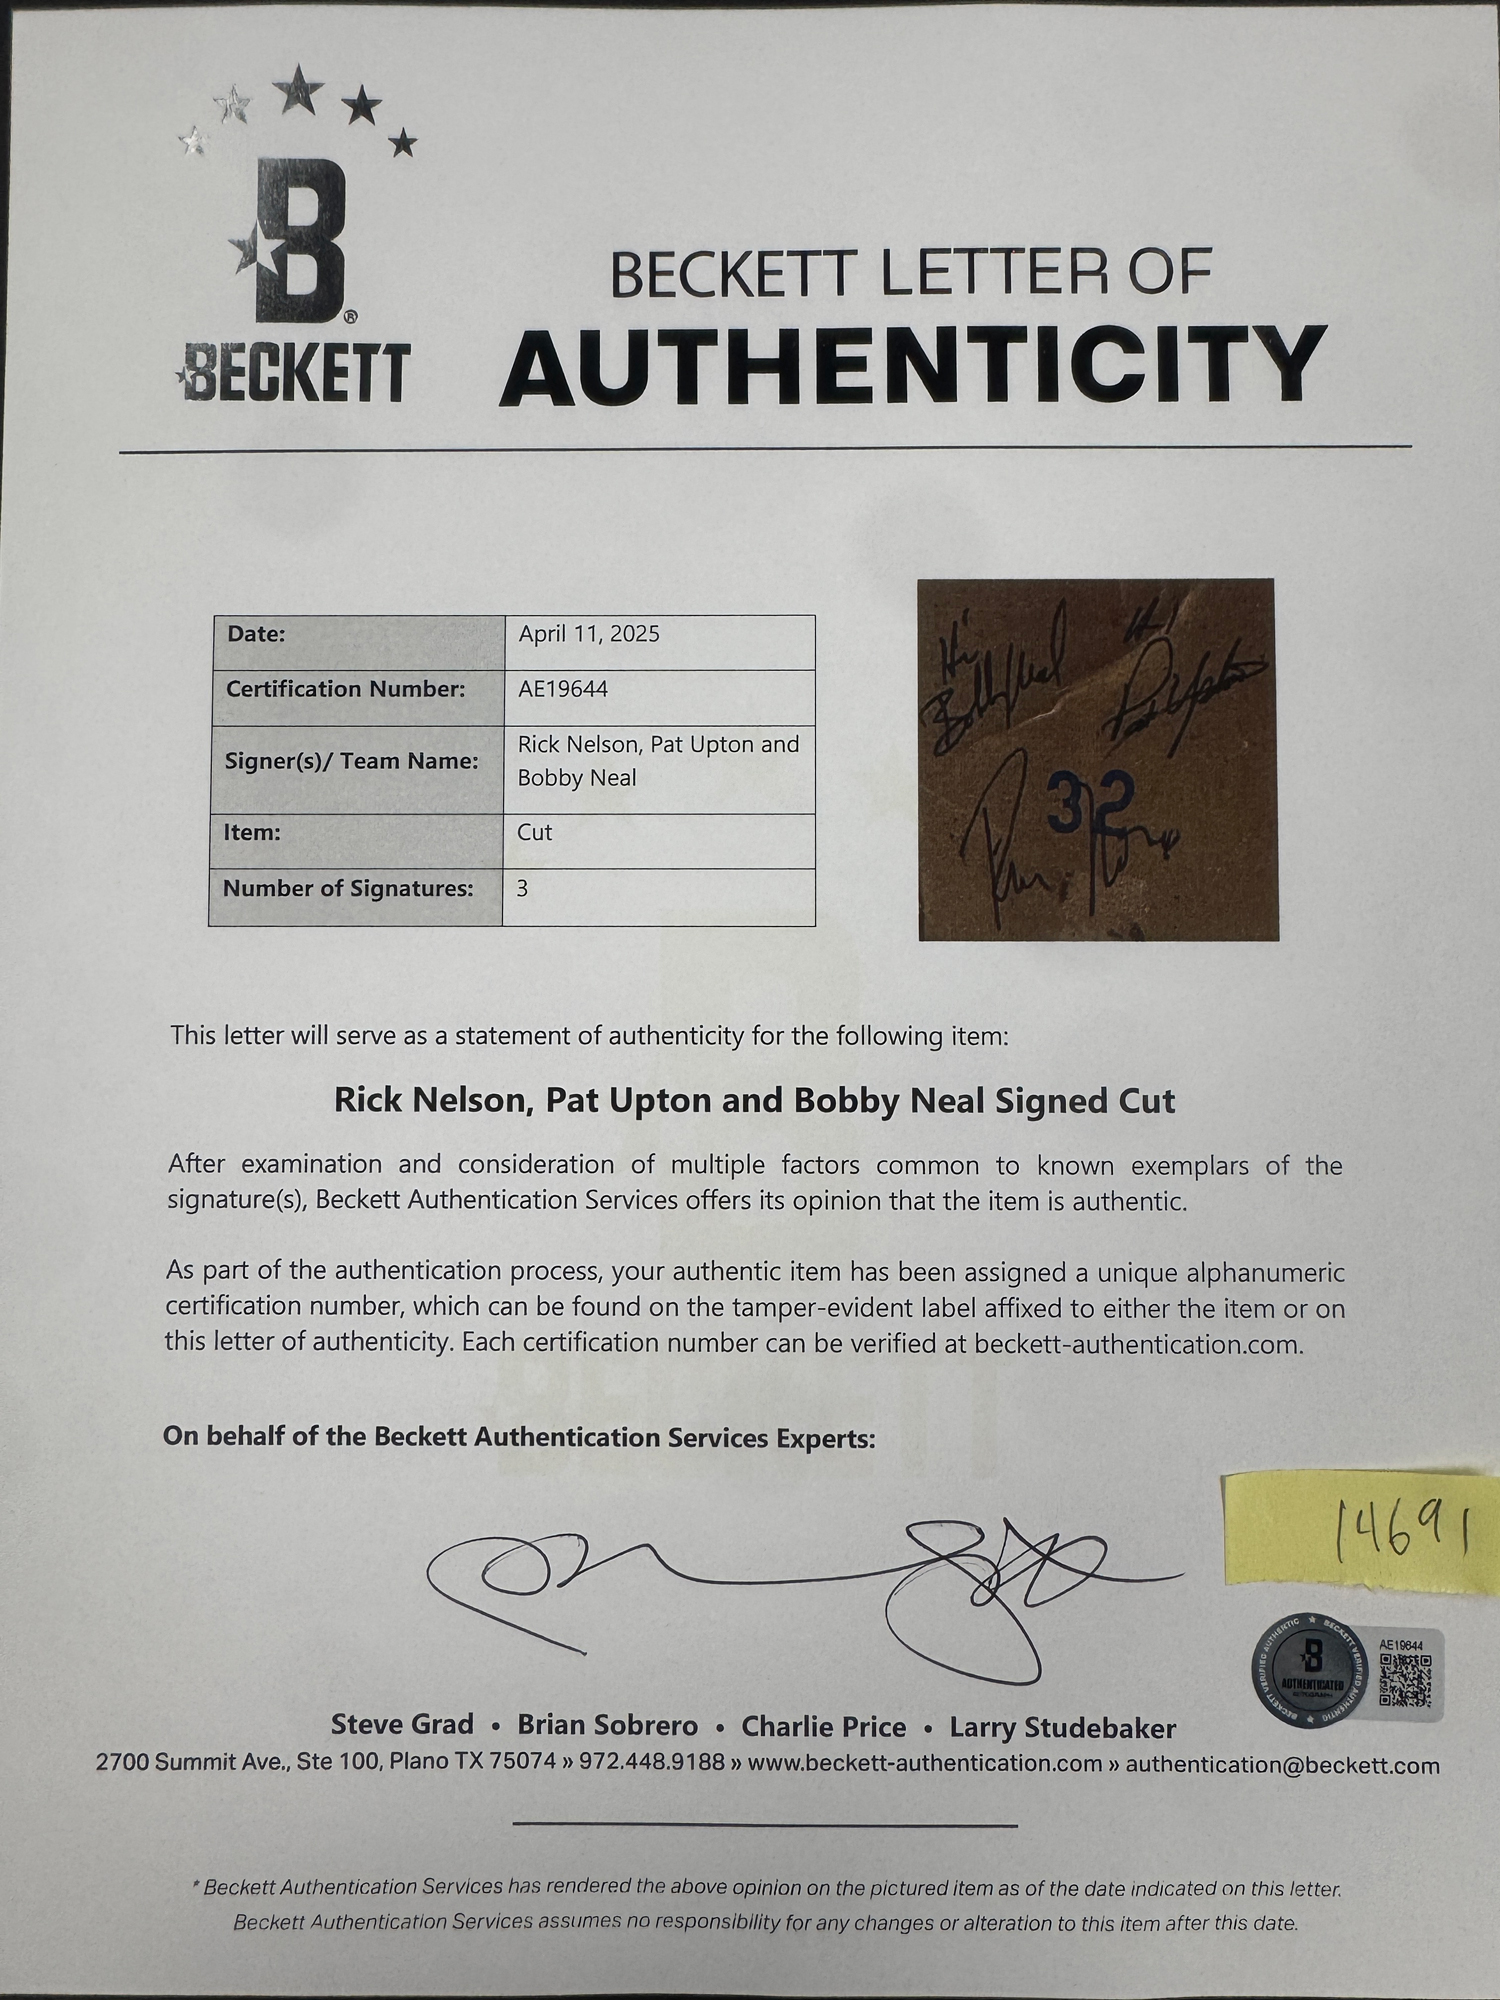 BECKETT
BECKETT LETTER OF
AUTHENTICITY
Date: April 11, 2025
Certification Number: AE19644
Signer(s)/ Team Name: Rick Nelson, Pat Upton and
Bobby Neal
Item: Cut
Number of Signatures: 3
Hi
Bobby Neal
Pat Upton
32
This letter will serve as a statement of authenticity for the following item:
Rick Nelson, Pat Upton and Bobby Neal Signed Cut
After examination and consideration of multiple factors common to known exemplars of the
signature(s), Beckett Authentication Services offers its opinion that the item is authentic.
As part of the authentication process, your authentic item has been assigned a unique alphanumeric
certification number, which can be found on the tamper-evident label affixed to either the item or on
this letter of authenticity. Each certification number can be verified at beckett-authentication.com.
On behalf of the Beckett Authentication Services Experts:
14691
BECKETT VERIFIED AUTHENTIC
B
AUTHENTICATED
AE19644
Steve Grad • Brian Sobrero • Charlie Price • Larry Studebaker
2700 Summit Ave., Ste 100, Plano TX 75074 » 972.448.9188 » www.beckett-authentication.com » authentication@beckett.com
* Beckett Authentication Services has rendered the above opinion on the pictured item as of the date indicated on this letter.
Beckett Authentication Services assumes no responsibility for any changes or alteration to this item after this date.